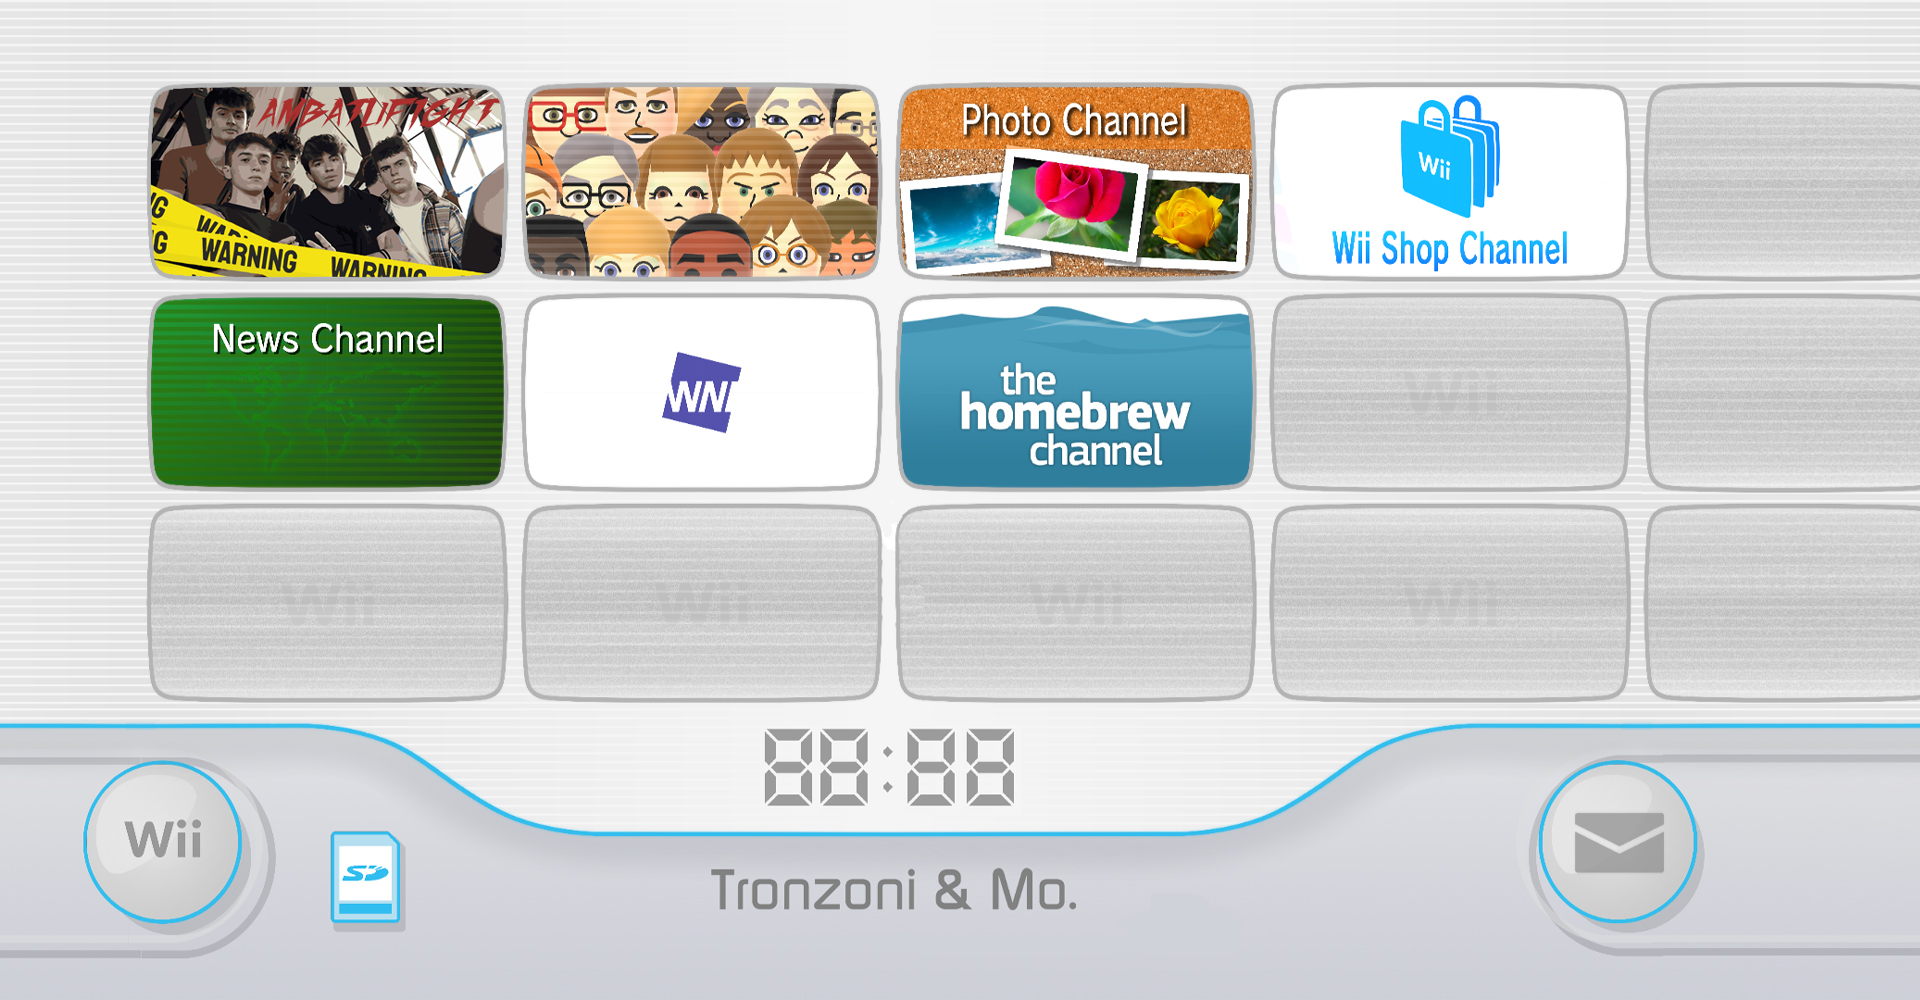 AMBATUFIGHT
WARNING
WARNING
WARNING
Photo Channel
Wii
Wii Shop Channel
News Channel
WN
the
homebrew
channel
Wii
Wii
Wii
Wii
Wii
88:88
Wii
SD
Tronzoni & Mo.